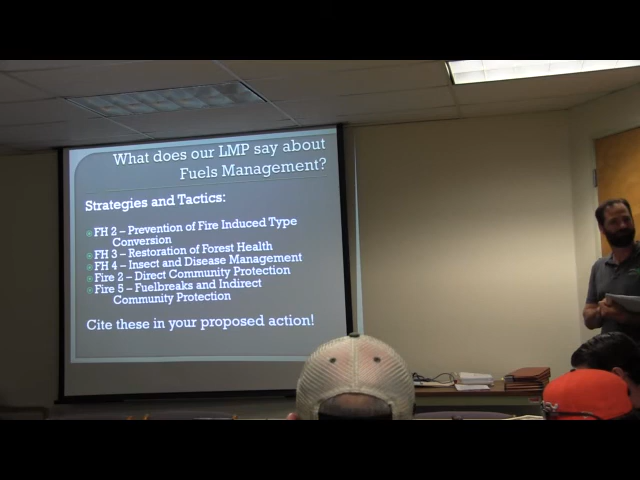 What does our LMP say about
Fuels Management?
Strategies and Tactics:
FH 2 – Prevention of Fire Induced Type
Conversion
FH 3 – Restoration of Forest Health
FH 4 – Insect and Disease Management
Fire 2 – Direct Community Protection
Fire 5 – Fuelbreaks and Indirect
Community Protection
Cite these in your proposed action!